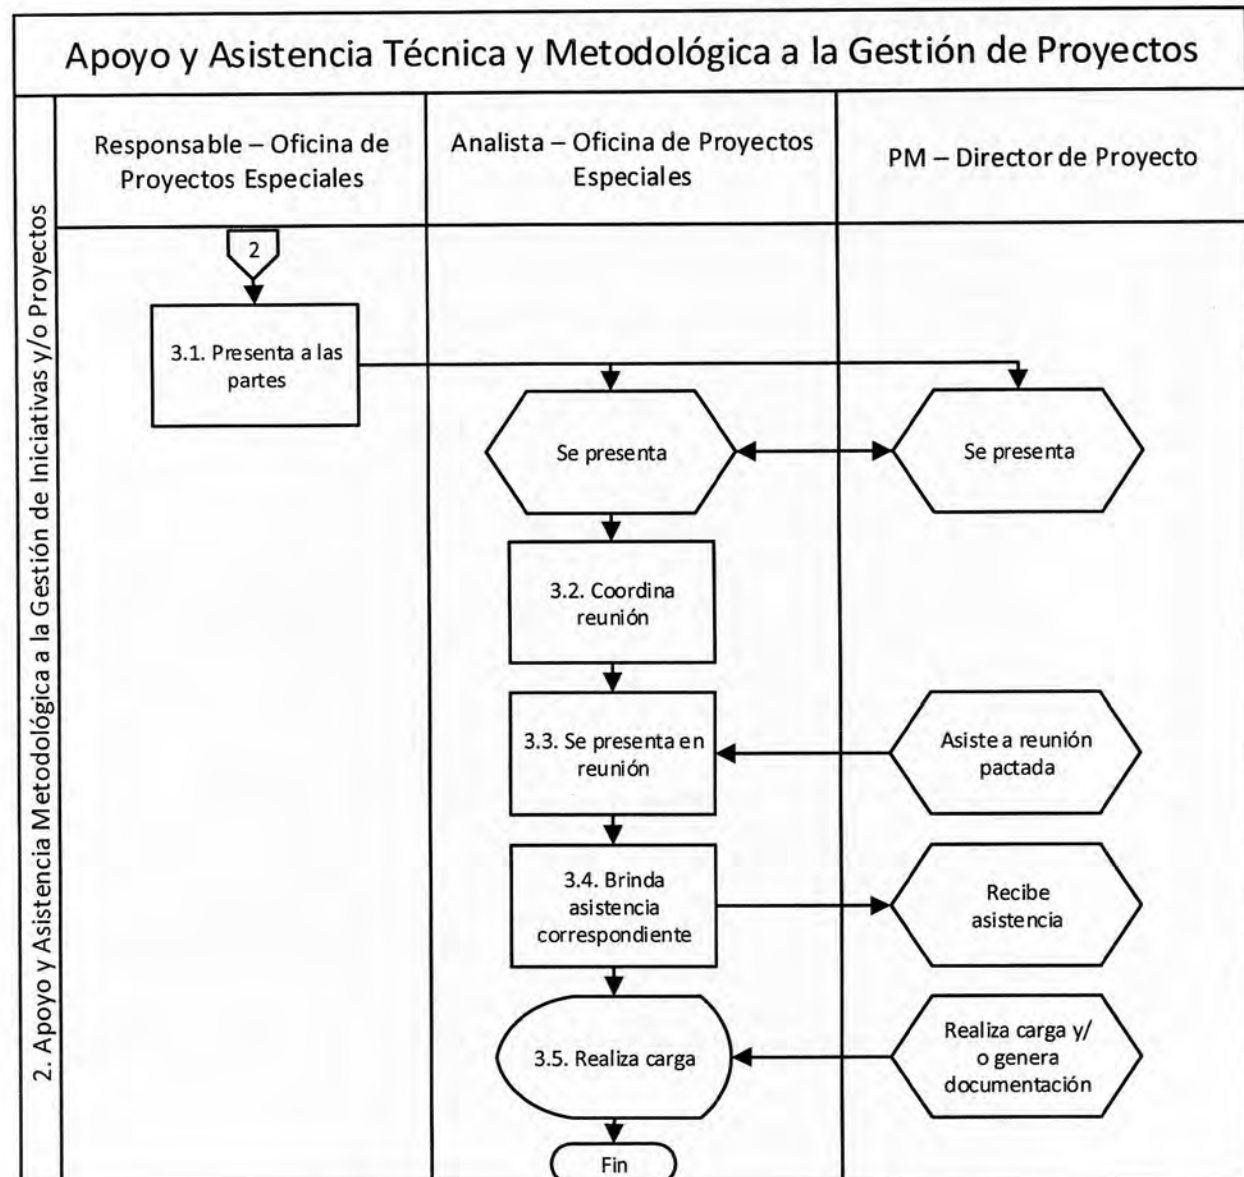 Apoyo y Asistencia Técnica y Metodológica a la Gestión de Proyectos
2. Apoyo y Asistencia Metodológica a la Gestión de Iniciativas y/o Proyectos
Responsable – Oficina de
Proyectos Especiales
Analista – Oficina de Proyectos
Especiales
PM – Director de Proyecto
2
3.1. Presenta a las
partes
Se presenta
Se presenta
3.2. Coordina
reunión
3.3. Se presenta en
reunión
Asiste a reunión
pactada
3.4. Brinda
asistencia
correspondiente
Recibe
asistencia
3.5. Realiza carga
Realiza carga y/
o genera
documentación
Fin